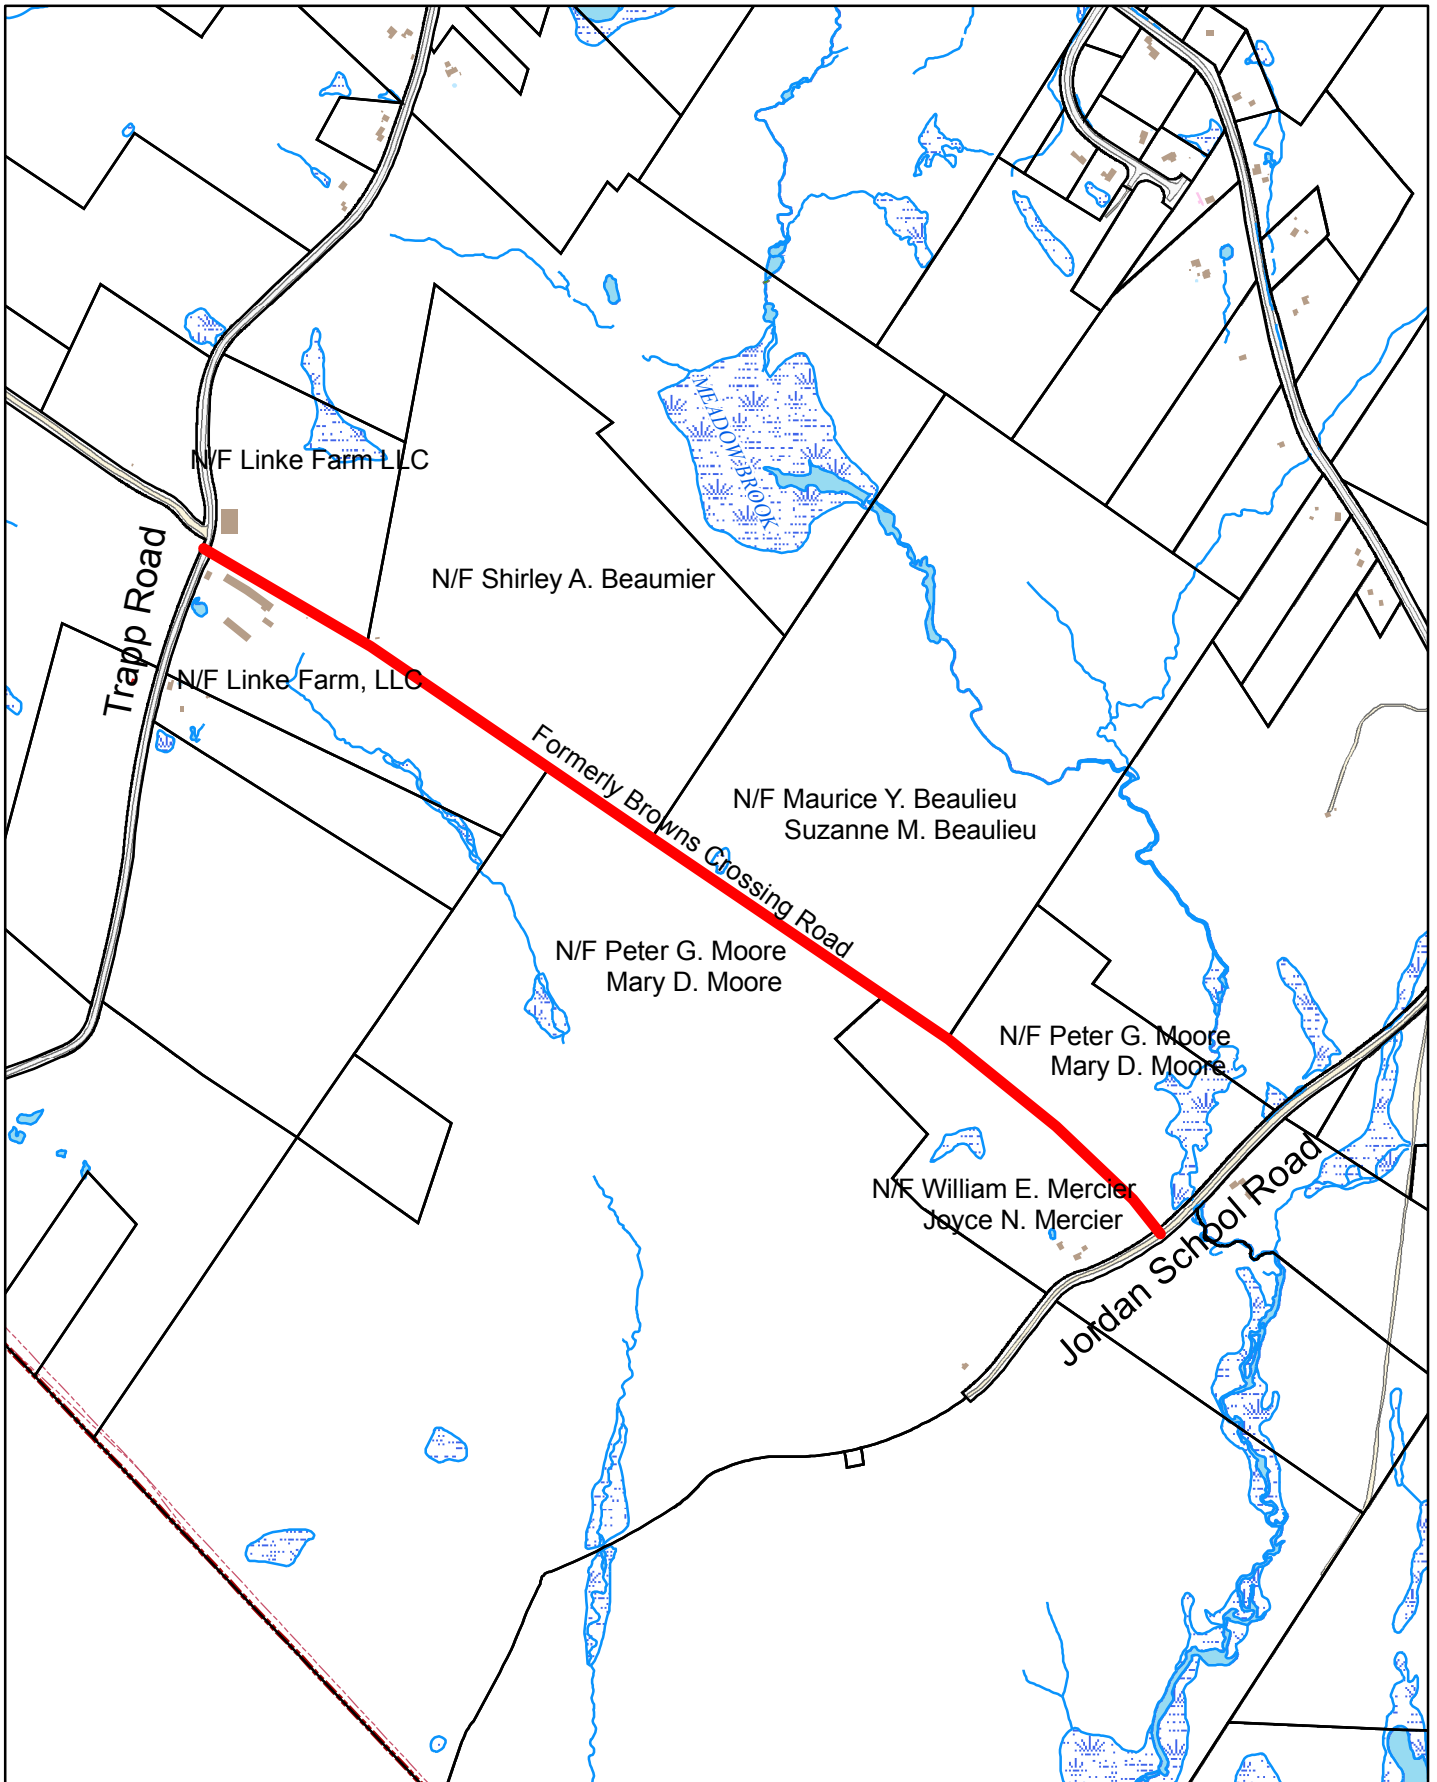 MEADOW BROOK
N/F Linke Farm LLC
Trapp Road
N/F Shirley A. Beaumier
N/F Linke Farm, LLC
Formerly Browns Crossing Road
N/F Maurice Y. Beaulieu
Suzanne M. Beaulieu
N/F Peter G. Moore
Mary D. Moore
N/F Peter G. Moore
Mary D. Moore
N/F William E. Mercier
Joyce N. Mercier
Jordan School Road